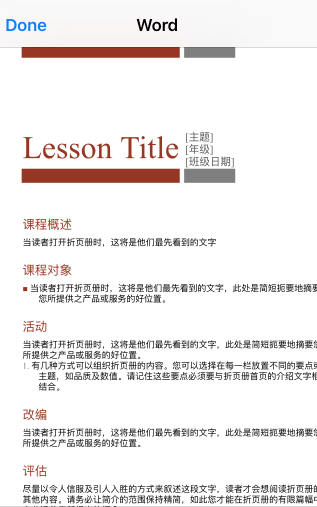 Done
Word
Lesson Title
[主题]
[年级]
[班级日期]
课程概述
当读者打开折页册时，这将是他们最先看到的文字
课程对象
■ 当读者打开折页册时，这将是他们最先看到的文字，此处是简短扼要地摘要
您所提供之产品或服务的好位置。
活动
当读者打开折页册时，这将是他们最先看到的文字，此处是简短扼要地摘要您
所提供之产品或服务的好位置。
1. 有几种方式可以组织折页册的内容。您可以选择在每一栏放置不同的要点或
主题，如品质及数值。请记住这些要点必须要与折页册首页的介绍文字相
结合。
改编
当读者打开折页册时，这将是他们最先看到的文字，此处是简短扼要地摘要您
所提供之产品或服务的好位置。
评估
尽量以令人信服及引人入胜的方式来叙述这段文字，读者才会想阅读折页册的
其他内容。请务必让简介的范围保持精简，如此您才能在折页册的有限篇幅中